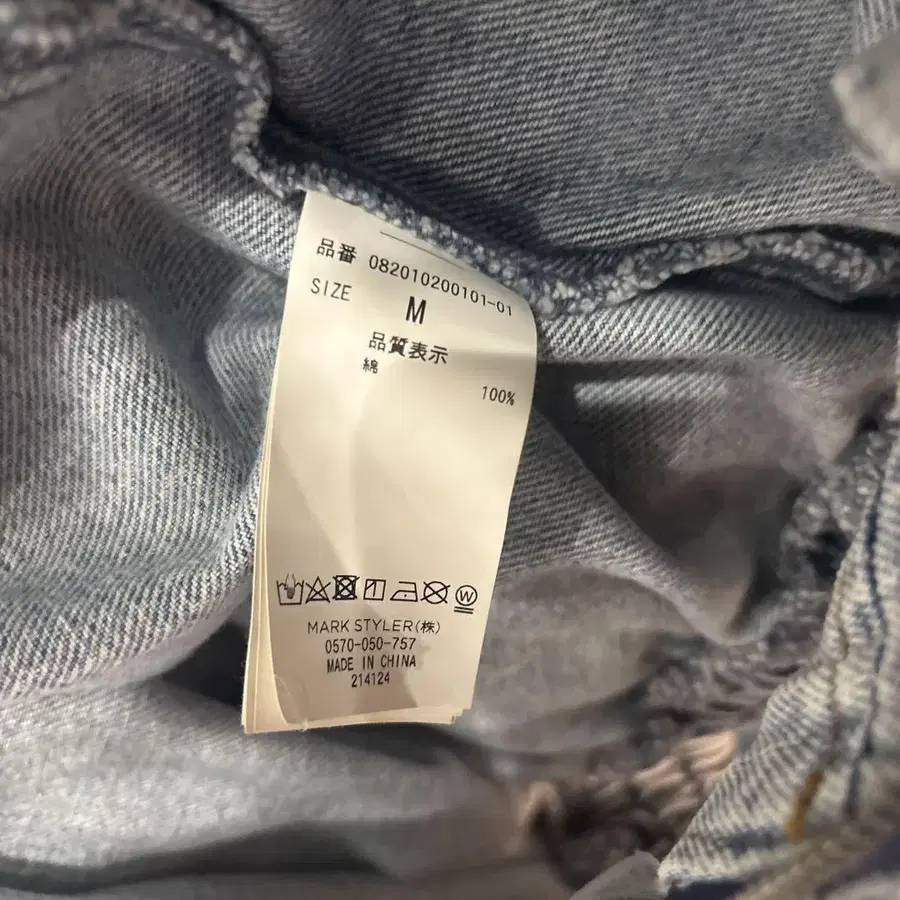 品番 082010200101-01
SIZE M
品質表示
綿 100%
W
MARK STYLER(株)
0570-050-757
MADE IN CHINA
214124